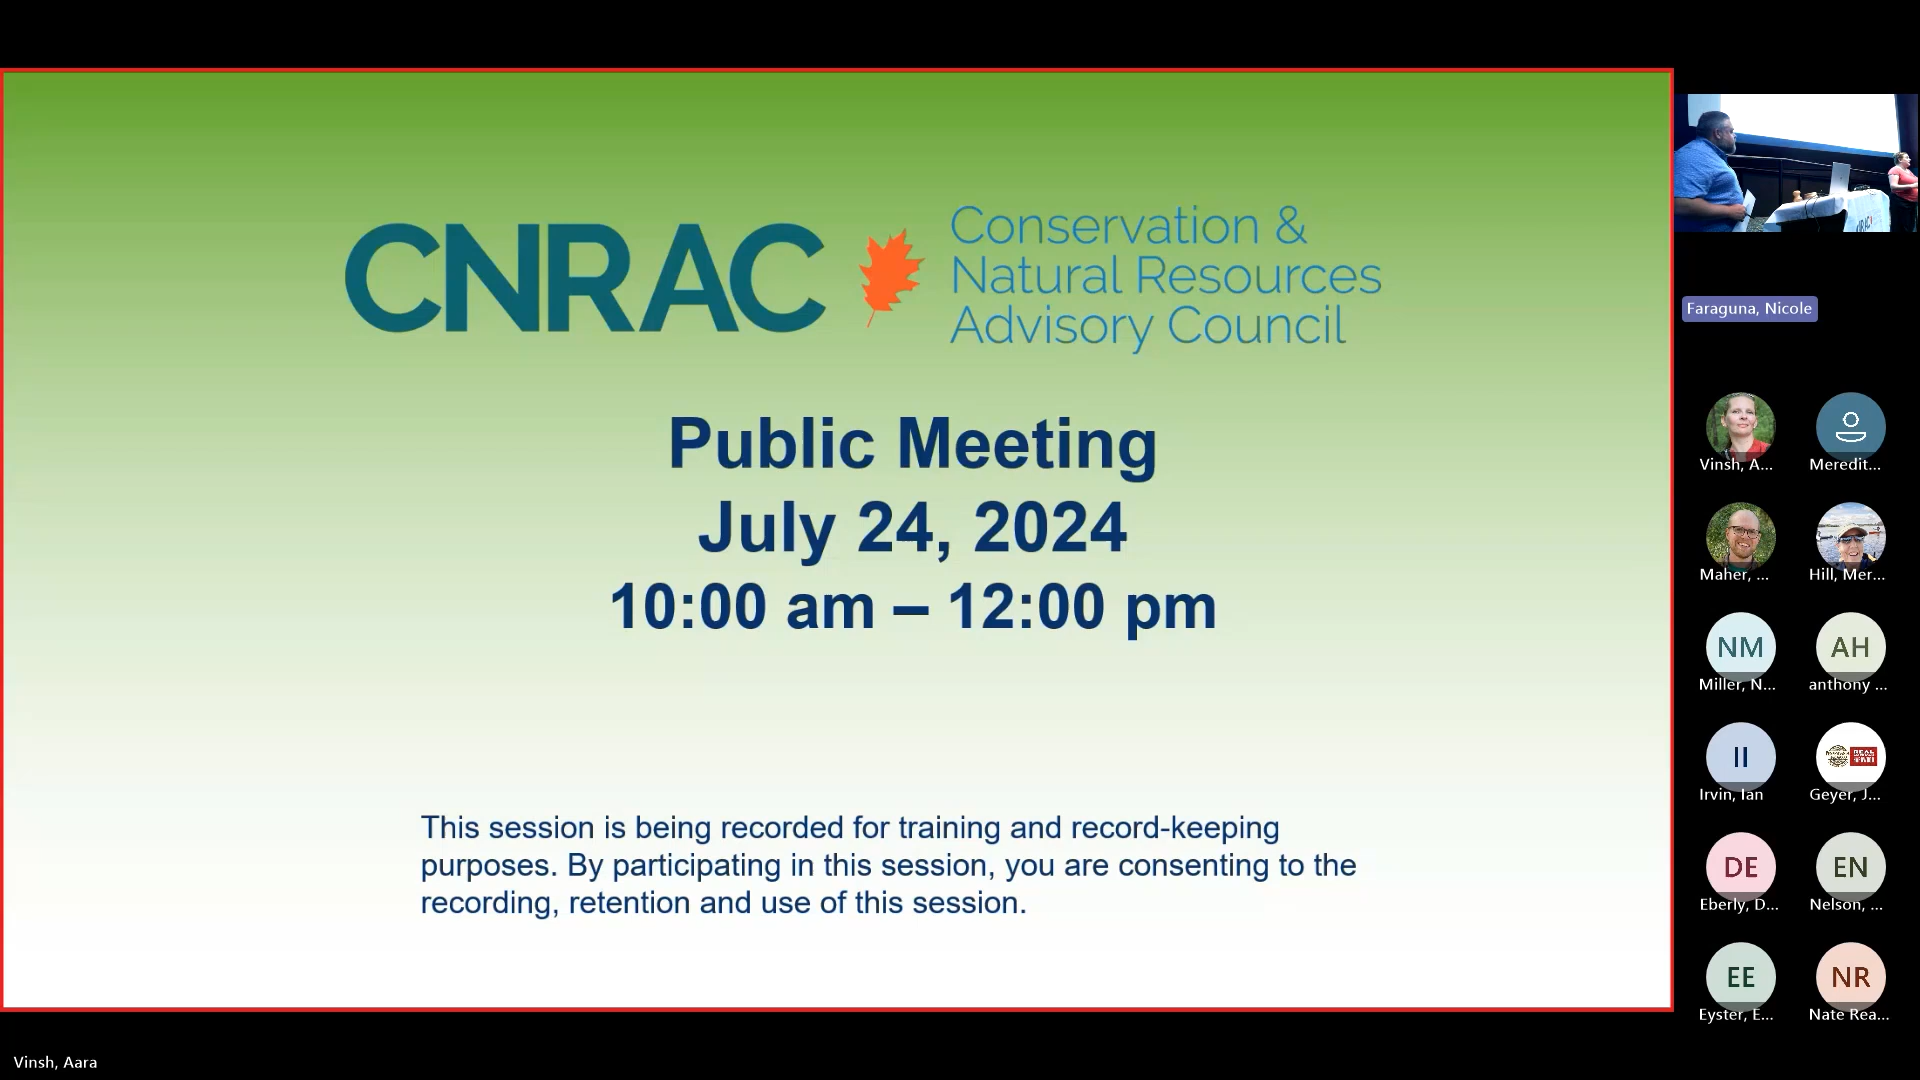 CNRAC
Conservation &
Natural Resources
Advisory Council
Public Meeting
July 24, 2024
10:00 am – 12:00 pm
This session is being recorded for training and record-keeping
purposes. By participating in this session, you are consenting to the
recording, retention and use of this session.
Faraguna, Nicole
Vinsh, A...
Meredit...
Maher, ...
Hill, Mer...
NM
AH
Miller, N...
anthony ...
II
Irvin, Ian
Geyer, J...
DE
EN
Eberly, D...
Nelson, ...
EE
NR
Eyster, E...
Nate Rea...
Vinsh, Aara